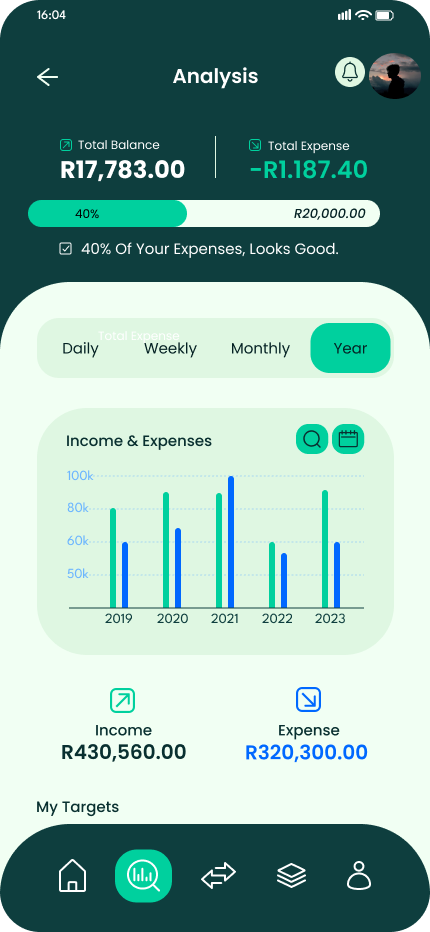 16:04
Analysis
Total Balance
Total Expense
R17,783.00
-R1.187.40
40%
R20,000.00
40% Of Your Expenses, Looks Good.
Total Expense
Daily
Weekly
Monthly
Year
Income & Expenses
100k
80k
60k
50k
2019
2020
2021
2022
2023
Income
Expense
R430,560.00
R320,300.00
My Targets